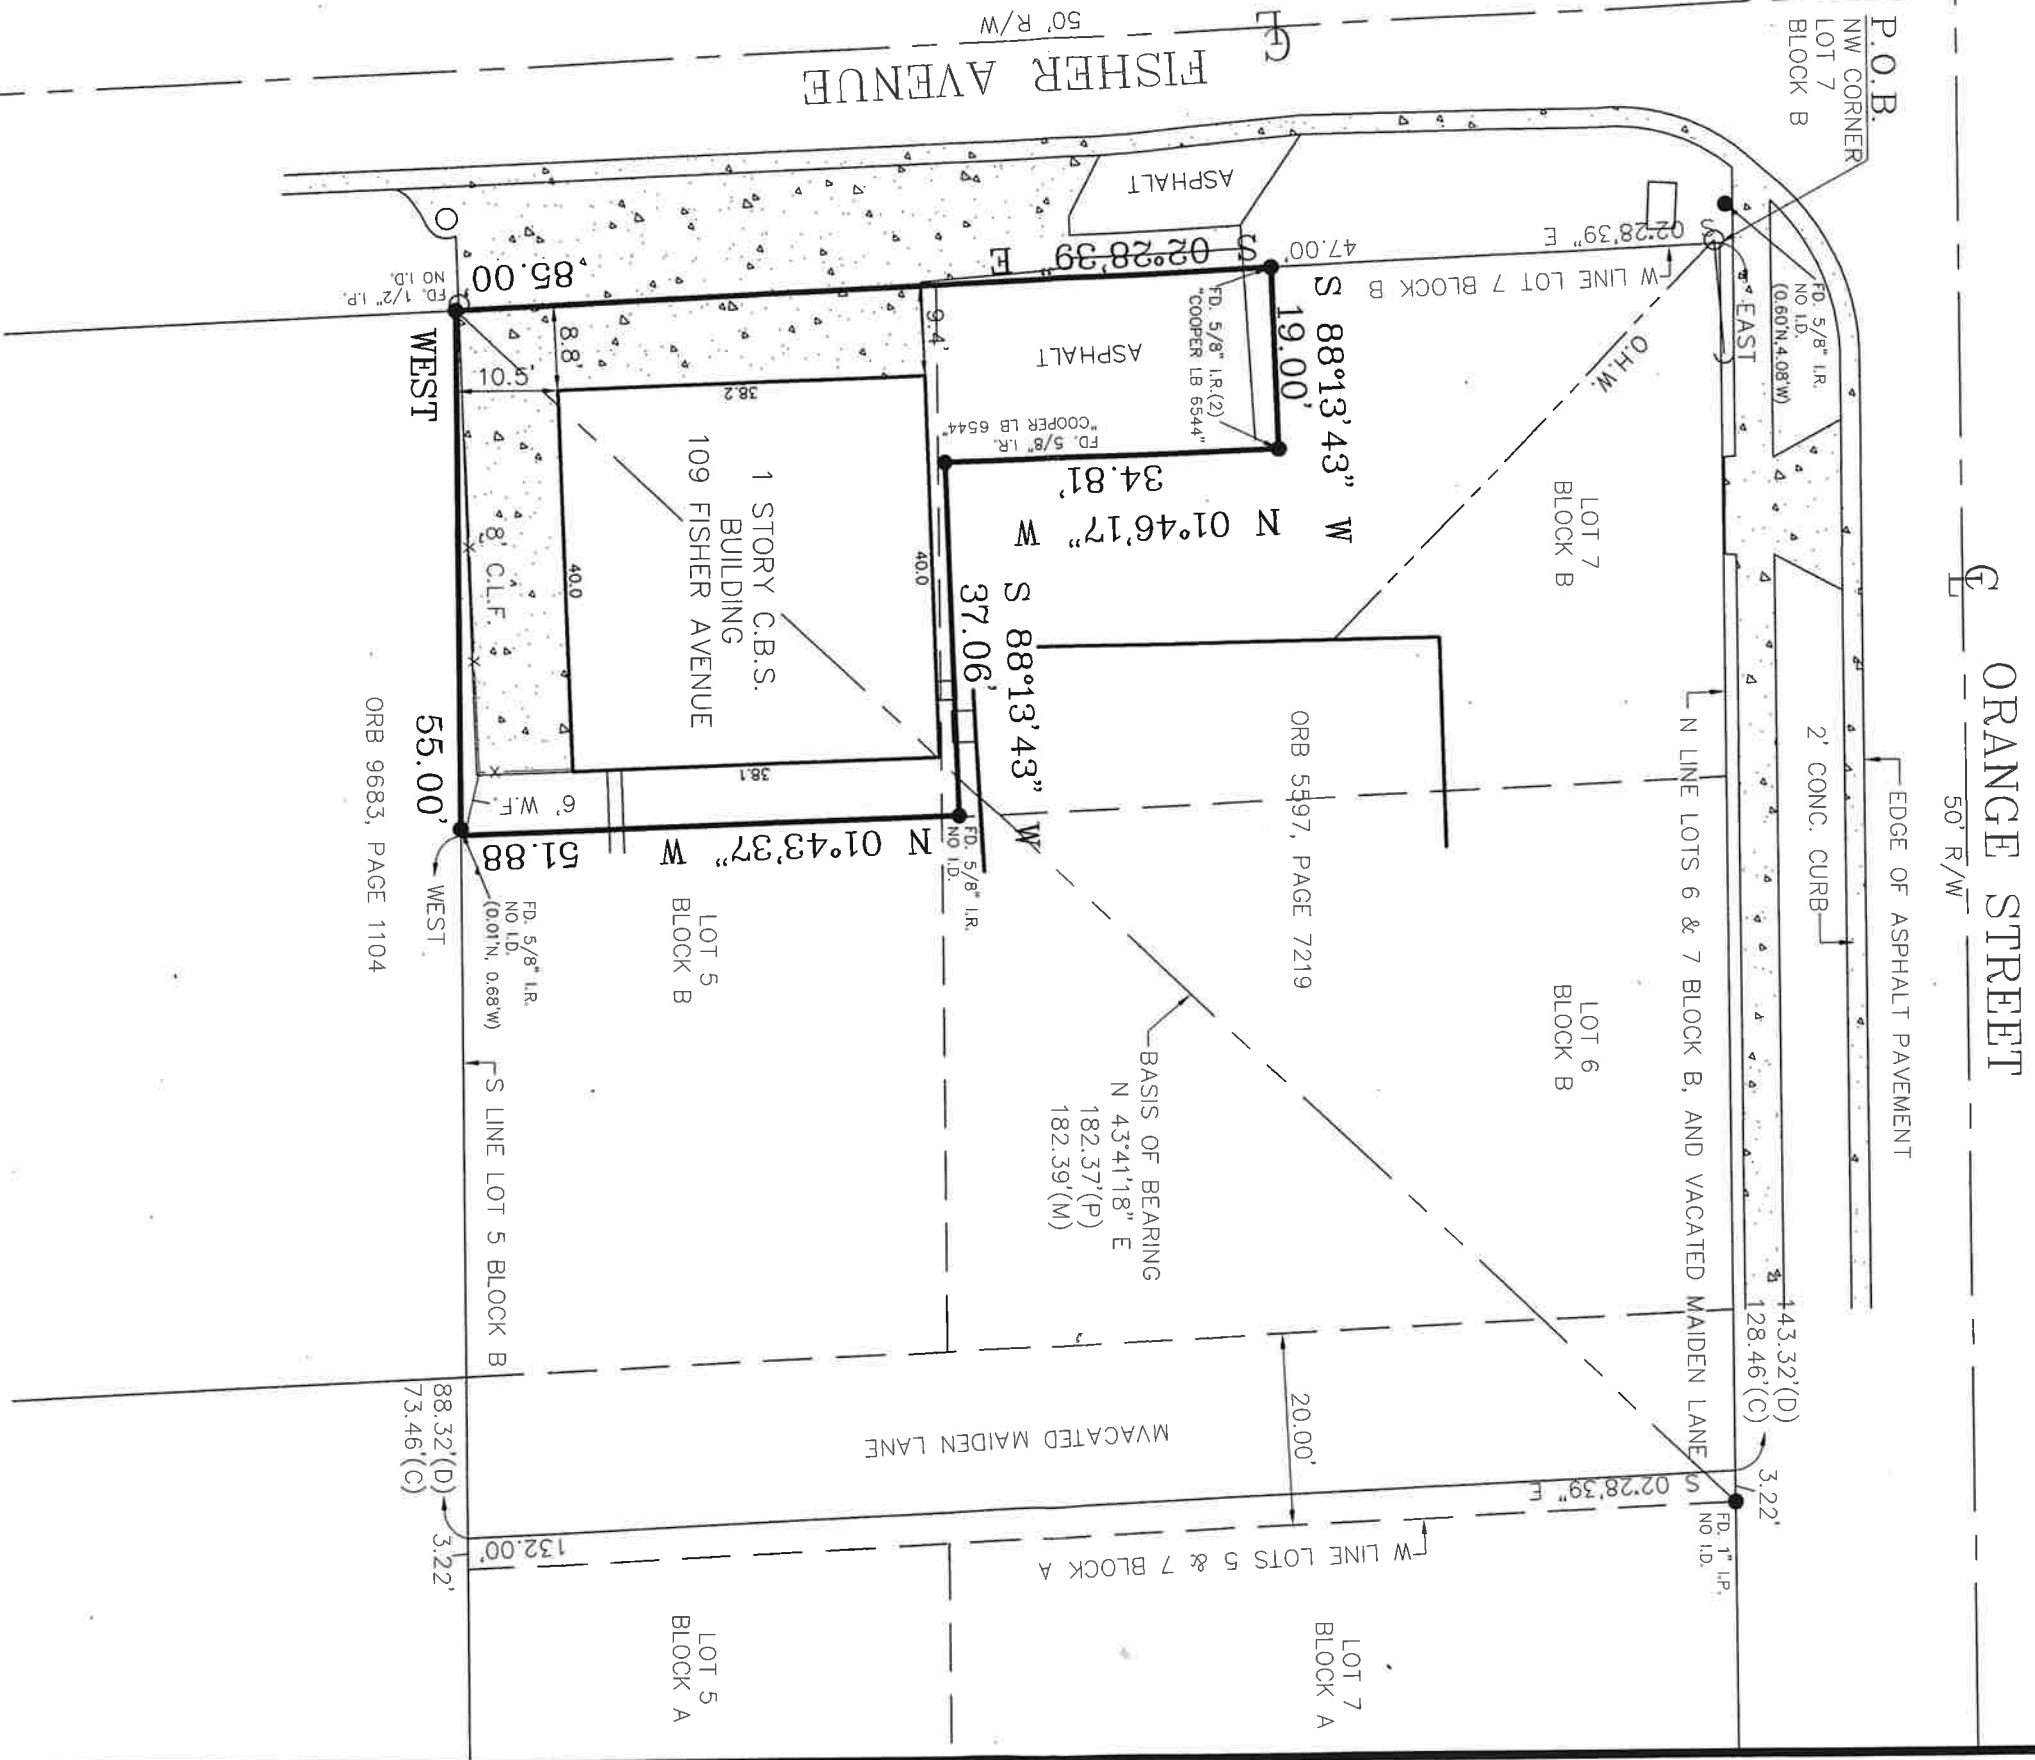 ORANGE STREET
50' R/W
EDGE OF ASPHALT PAVEMENT
2' CONC. CURB
P.O.B.
NW CORNER
LOT 7
BLOCK B
FD. 5/8" I.R.
NO I.D.
(0.60'N,4.08'W)
EAST
N LINE LOTS 6 & 7 BLOCK B, AND VACATED MAIDEN LANE
143.32'(D)
128.46'(C)
3.22'
FD. 1" I.P.
NO I.D.
S 02°28'39" E
W LINE LOT 7 BLOCK B
47.00'
O.H.W.
LOT 7
BLOCK B
LOT 6
BLOCK B
ORB 5597, PAGE 7219
FISHER AVENUE
50' R/W
ASPHALT
S 88°13'43" W
19.00'
FD. 5/8" I.R.(2)
"COOPER LB 6544"
ASPHALT
N 01°46'17" W
34.81'
FD. 5/8" I.R.
"COOPER LB 6544"
S 88°13'43" W
37.06'
S 02°28'39" E
85.00
9.4'
8.8'
10.5'
38.2
40.0
40.0
38.1
1 STORY C.B.S.
BUILDING
109 FISHER AVENUE
8' C.L.F.
6' W.F.
FD. 1/2" I.P.
NO I.D.
WEST
55.00'
N 01°43'37" W
51.88
FD. 5/8" I.R.
NO I.D.
FD. 5/8" I.R.
NO I.D.
(0.01'N, 0.68'W)
WEST
ORB 9683, PAGE 1104
LOT 5
BLOCK B
S LINE LOT 5 BLOCK B
BASIS OF BEARING
N 43°41'18" E
182.37'(P)
182.39'(M)
20.00'
MVACATED MAIDEN LANE
S 02°28'39" E
132.00'
88.32'(D)
73.46'(C)
3.22'
W LINE LOTS 5 & 7 BLOCK A
LOT 5
BLOCK A
LOT 7
BLOCK A